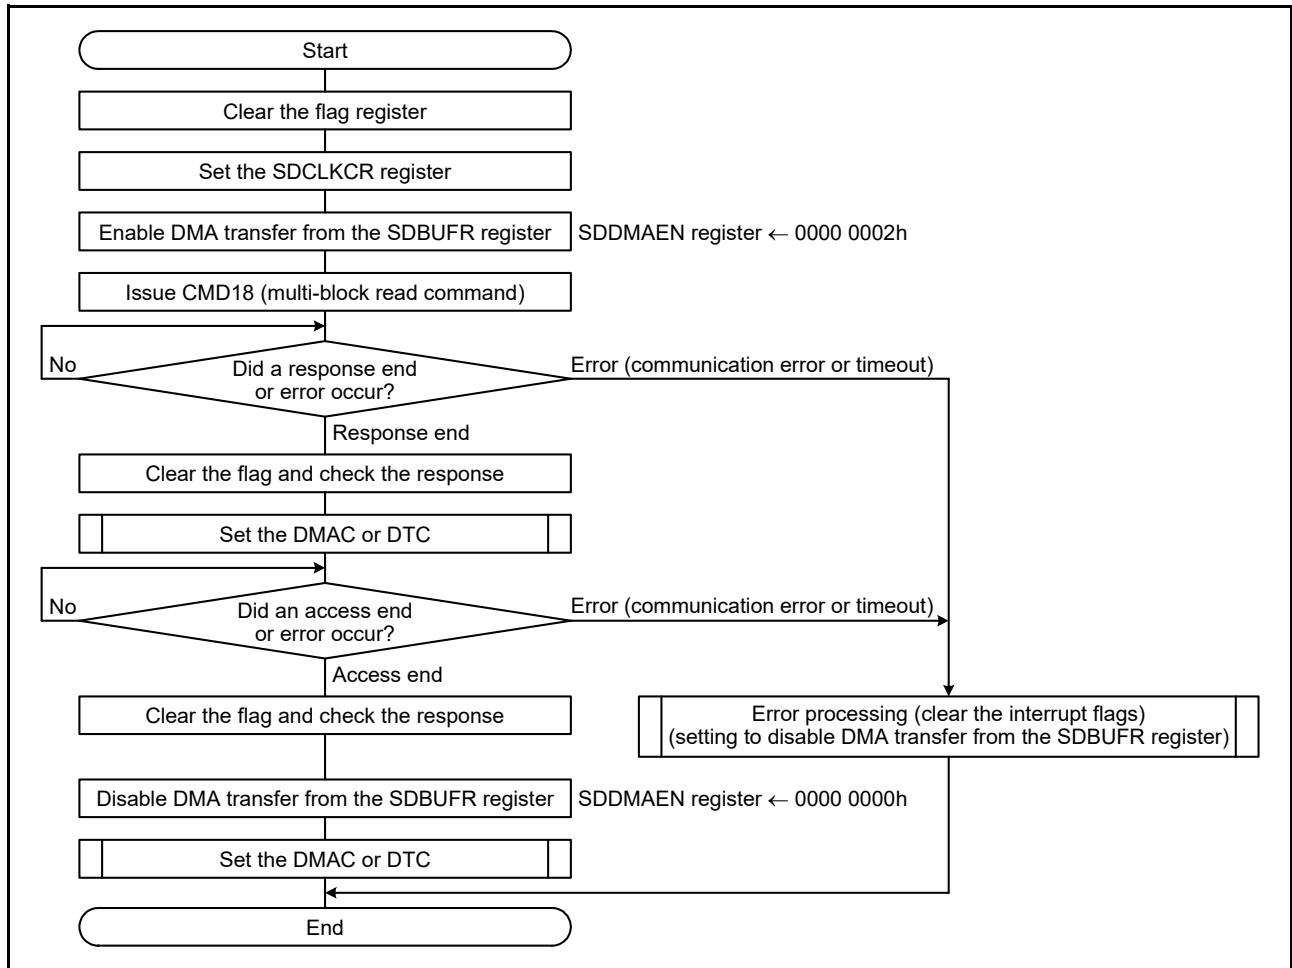 Start
Clear the flag register
Set the SDCLKCR register
Enable DMA transfer from the SDBUFR register
SDDMAEN register ← 0000 0002h
Issue CMD18 (multi-block read command)
No
Did a response end
or error occur?
Error (communication error or timeout)
Response end
Clear the flag and check the response
Set the DMAC or DTC
No
Did an access end
or error occur?
Error (communication error or timeout)
Access end
Clear the flag and check the response
Error processing (clear the interrupt flags)
(setting to disable DMA transfer from the SDBUFR register)
Disable DMA transfer from the SDBUFR register
SDDMAEN register ← 0000 0000h
Set the DMAC or DTC
End